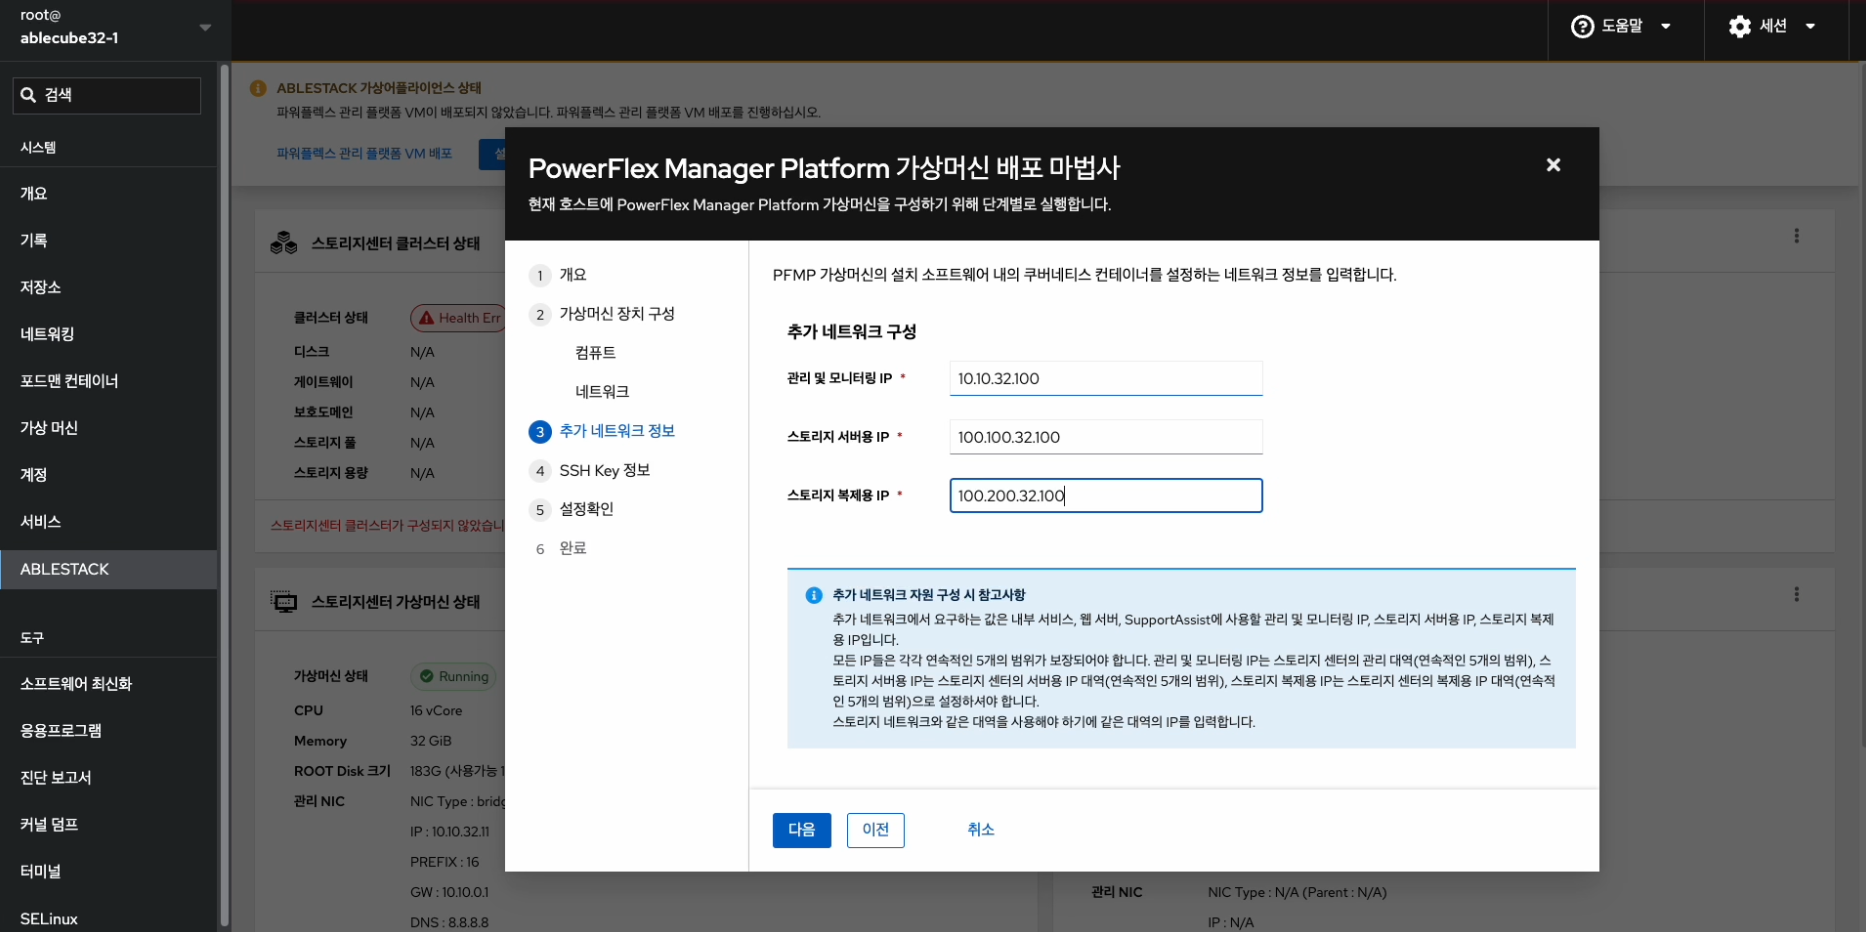 root@
ablecube32-1
도움말
세션
검색
시스템
개요
기록
저장소
네트워킹
포드맨 컨테이너
가상 머신
계정
서비스
ABLESTACK
도구
소프트웨어 최신화
응용프로그램
진단 보고서
커널 덤프
터미널
SELinux
ABLESTACK 가상어플라이언스 상태
파워플렉스 관리 플랫폼 VM이 배포되지 않았습니다. 파워플렉스 관리 플랫폼 VM 배포를 진행하십시오.
파워플렉스 관리 플랫폼 VM 배포
스토리지센터 클러스터 상태
클러스터 상태 Health Err
디스크 N/A
게이트웨이 N/A
보호도메인 N/A
스토리지 풀 N/A
스토리지 용량 N/A
스토리지센터 클러스터가 구성되지 않았습니
스토리지센터 가상머신 상태
가상머신 상태 Running
CPU 16 vCore
Memory 32 GiB
ROOT Disk 크기 183G (사용가능 1
관리 NIC NIC Type : bridg
IP : 10.10.32.11
PREFIX : 16
GW : 10.10.0.1
DNS : 8.8.8.8
관리 NIC NIC Type : N/A (Parent : N/A)
IP : N/A
PowerFlex Manager Platform 가상머신 배포 마법사
현재 호스트에 PowerFlex Manager Platform 가상머신을 구성하기 위해 단계별로 실행합니다.
1 개요
2 가상머신 장치 구성
컴퓨트
네트워크
3 추가 네트워크 정보
4 SSH Key 정보
5 설정확인
6 완료
PFMP 가상머신의 설치 소프트웨어 내의 쿠버네티스 컨테이너를 설정하는 네트워크 정보를 입력합니다.
추가 네트워크 구성
관리 및 모니터링 IP * 10.10.32.100
스토리지 서버용 IP * 100.100.32.100
스토리지 복제용 IP * 100.200.32.100
추가 네트워크 자원 구성 시 참고사항
추가 네트워크에서 요구하는 값은 내부 서비스, 웹 서버, SupportAssist에 사용할 관리 및 모니터링 IP, 스토리지 서버용 IP, 스토리지 복제
용 IP입니다.
모든 IP들은 각각 연속적인 5개의 범위가 보장되어야 합니다. 관리 및 모니터링 IP는 스토리지 센터의 관리 대역(연속적인 5개의 범위), 스
토리지 서버용 IP는 스토리지 센터의 서버용 IP 대역(연속적인 5개의 범위), 스토리지 복제용 IP는 스토리지 센터의 복제용 IP 대역(연속적
인 5개의 범위)으로 설정하셔야 합니다.
스토리지 네트워크와 같은 대역을 사용해야 하기에 같은 대역의 IP를 입력합니다.
다음
이전
취소